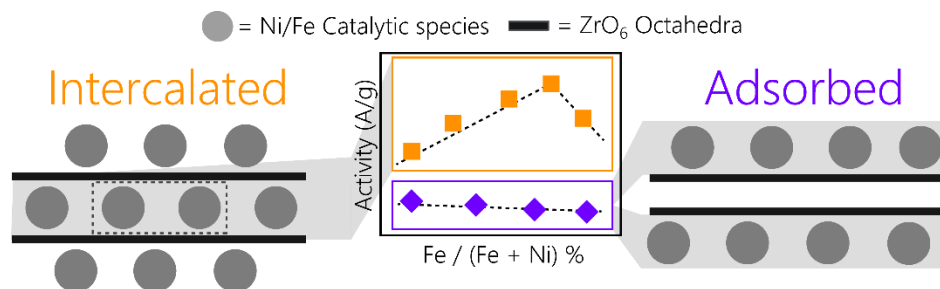 = Ni/Fe Catalytic species = ZrO₆ Octahedra
Intercalated
Adsorbed
Activity (A/g)
Fe / (Fe + Ni) %